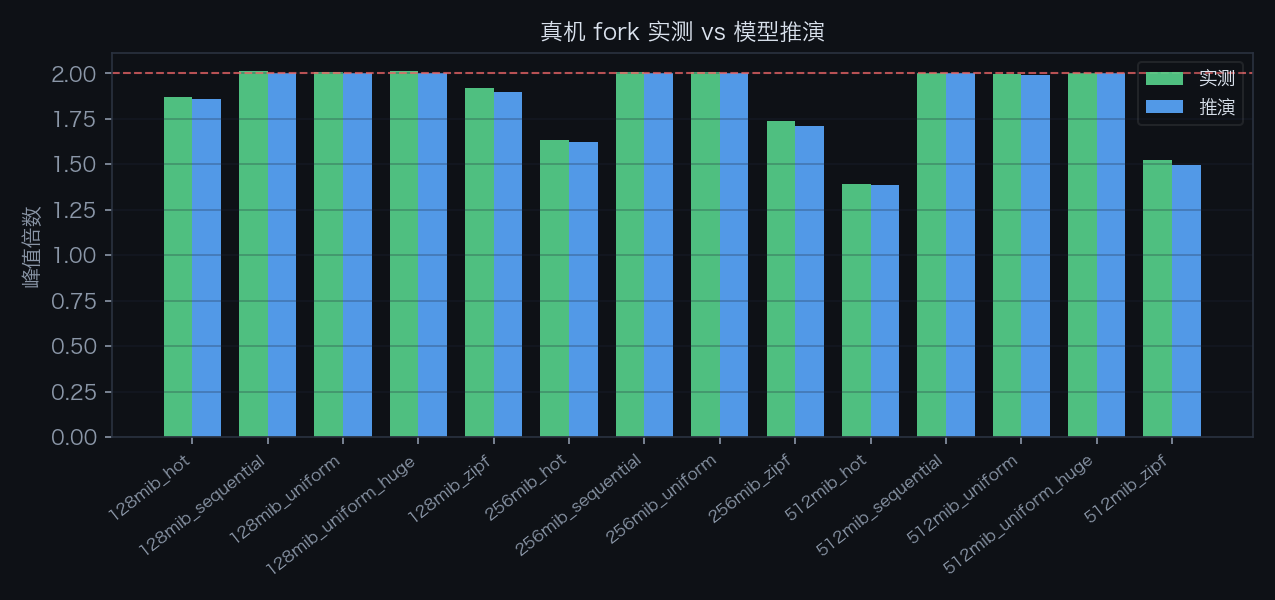 真机 fork 实测 vs 模型推演
实测
推演
峰值倍数
2.00
1.75
1.50
1.25
1.00
0.75
0.50
0.25
0.00
128mib_hot
128mib_sequential
128mib_uniform
128mib_uniform_huge
128mib_zipf
256mib_hot
256mib_sequential
256mib_uniform
256mib_zipf
512mib_hot
512mib_sequential
512mib_uniform
512mib_uniform_huge
512mib_zipf